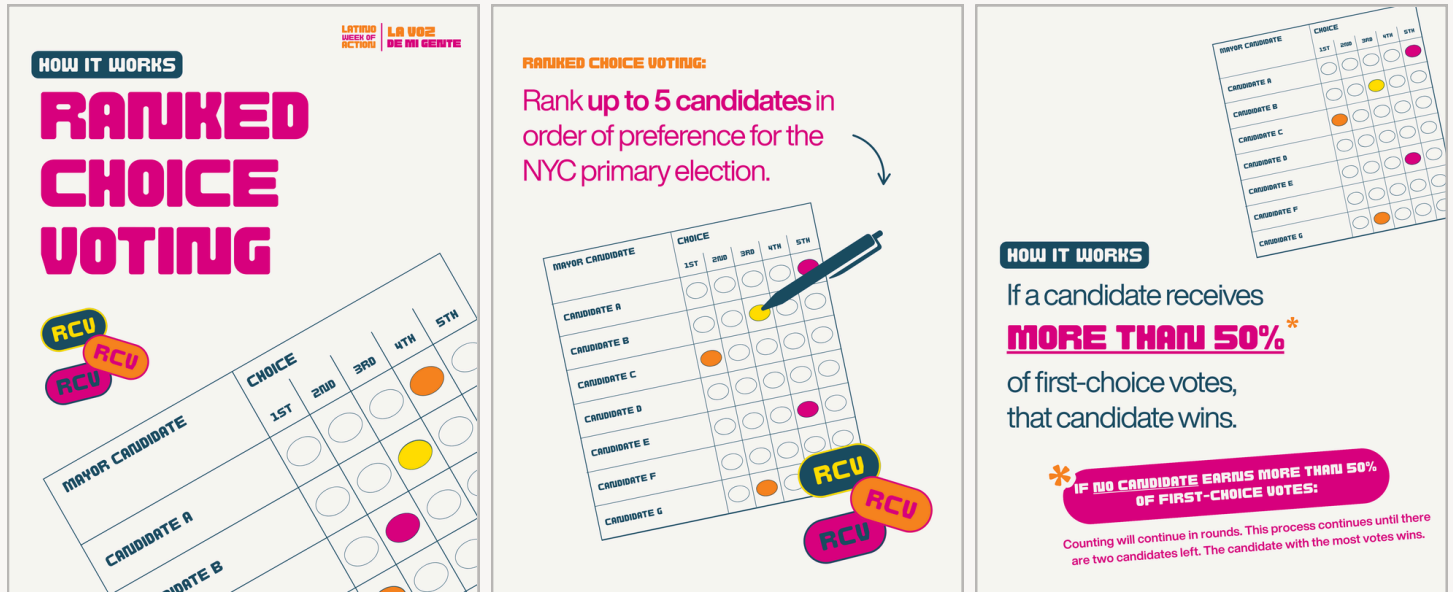 LATINO
WEEK OF
ACTION
LA VOZ
DE MI GENTE
HOW IT WORKS
RANKED
CHOICE
VOTING
RCV
RCV
RCV
MAYOR CANDIDATE
CHOICE
1ST 2ND 3RD 4TH 5TH
CANDIDATE A
CANDIDATE B
RANKED CHOICE VOTING:
Rank up to 5 candidates in
order of preference for the
NYC primary election.
MAYOR CANDIDATE
CHOICE
1ST 2ND 3RD 4TH 5TH
CANDIDATE A
CANDIDATE B
CANDIDATE C
CANDIDATE D
CANDIDATE E
CANDIDATE F
CANDIDATE G
RCV
RCV
RCV
MAYOR CANDIDATE
CHOICE
1ST 2ND 3RD 4TH 5TH
CANDIDATE A
CANDIDATE B
CANDIDATE C
CANDIDATE D
CANDIDATE E
CANDIDATE F
CANDIDATE G
HOW IT WORKS
If a candidate receives
MORE THAN 50%*
of first-choice votes,
that candidate wins.
*IF NO CANDIDATE EARNS MORE THAN 50%
OF FIRST-CHOICE VOTES:
Counting will continue in rounds. This process continues until there
are two candidates left. The candidate with the most votes wins.